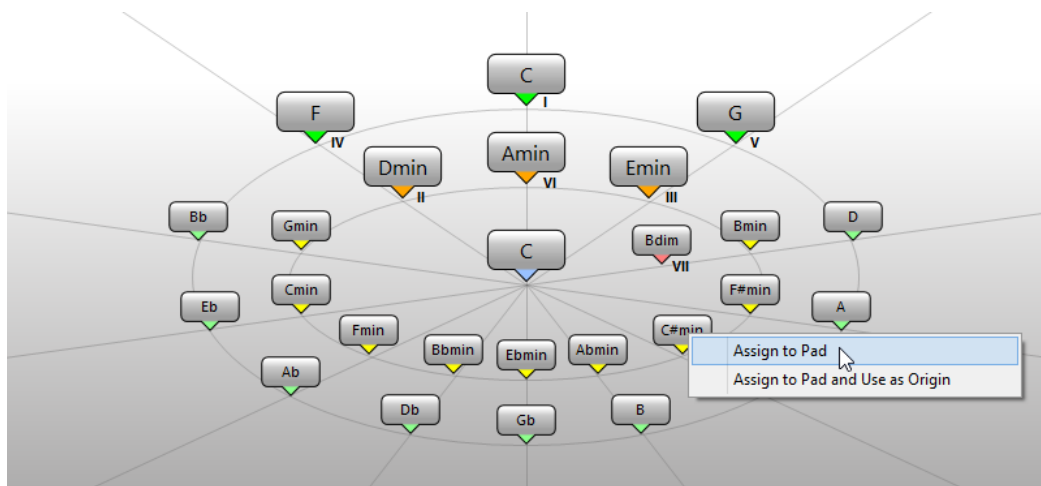 C
I
F
IV
G
V
Amin
VI
Dmin
II
Emin
III
Bb
Gmin
C
Bdim
VII
Bmin
D
Eb
Cmin
F#min
A
Fmin
C#min
Bbmin
Ebmin
Abmin
Assign to Pad
Ab
Assign to Pad and Use as Origin
Db
Gb
B